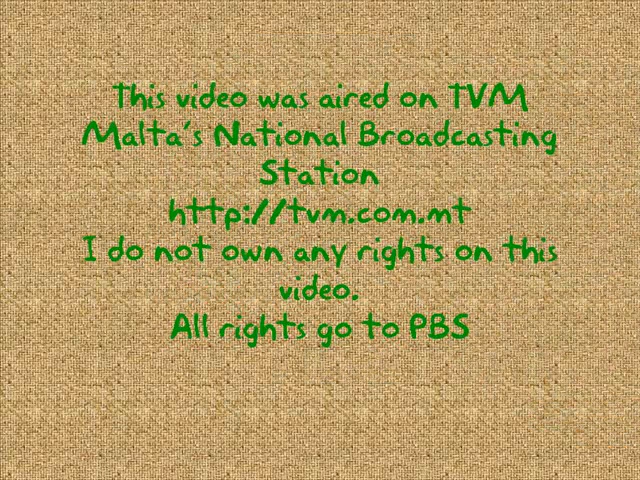 This video was aired on TVM
Malta's National Broadcasting
Station
http://tvm.com.mt
I do not own any rights on this
video.
All rights go to PBS